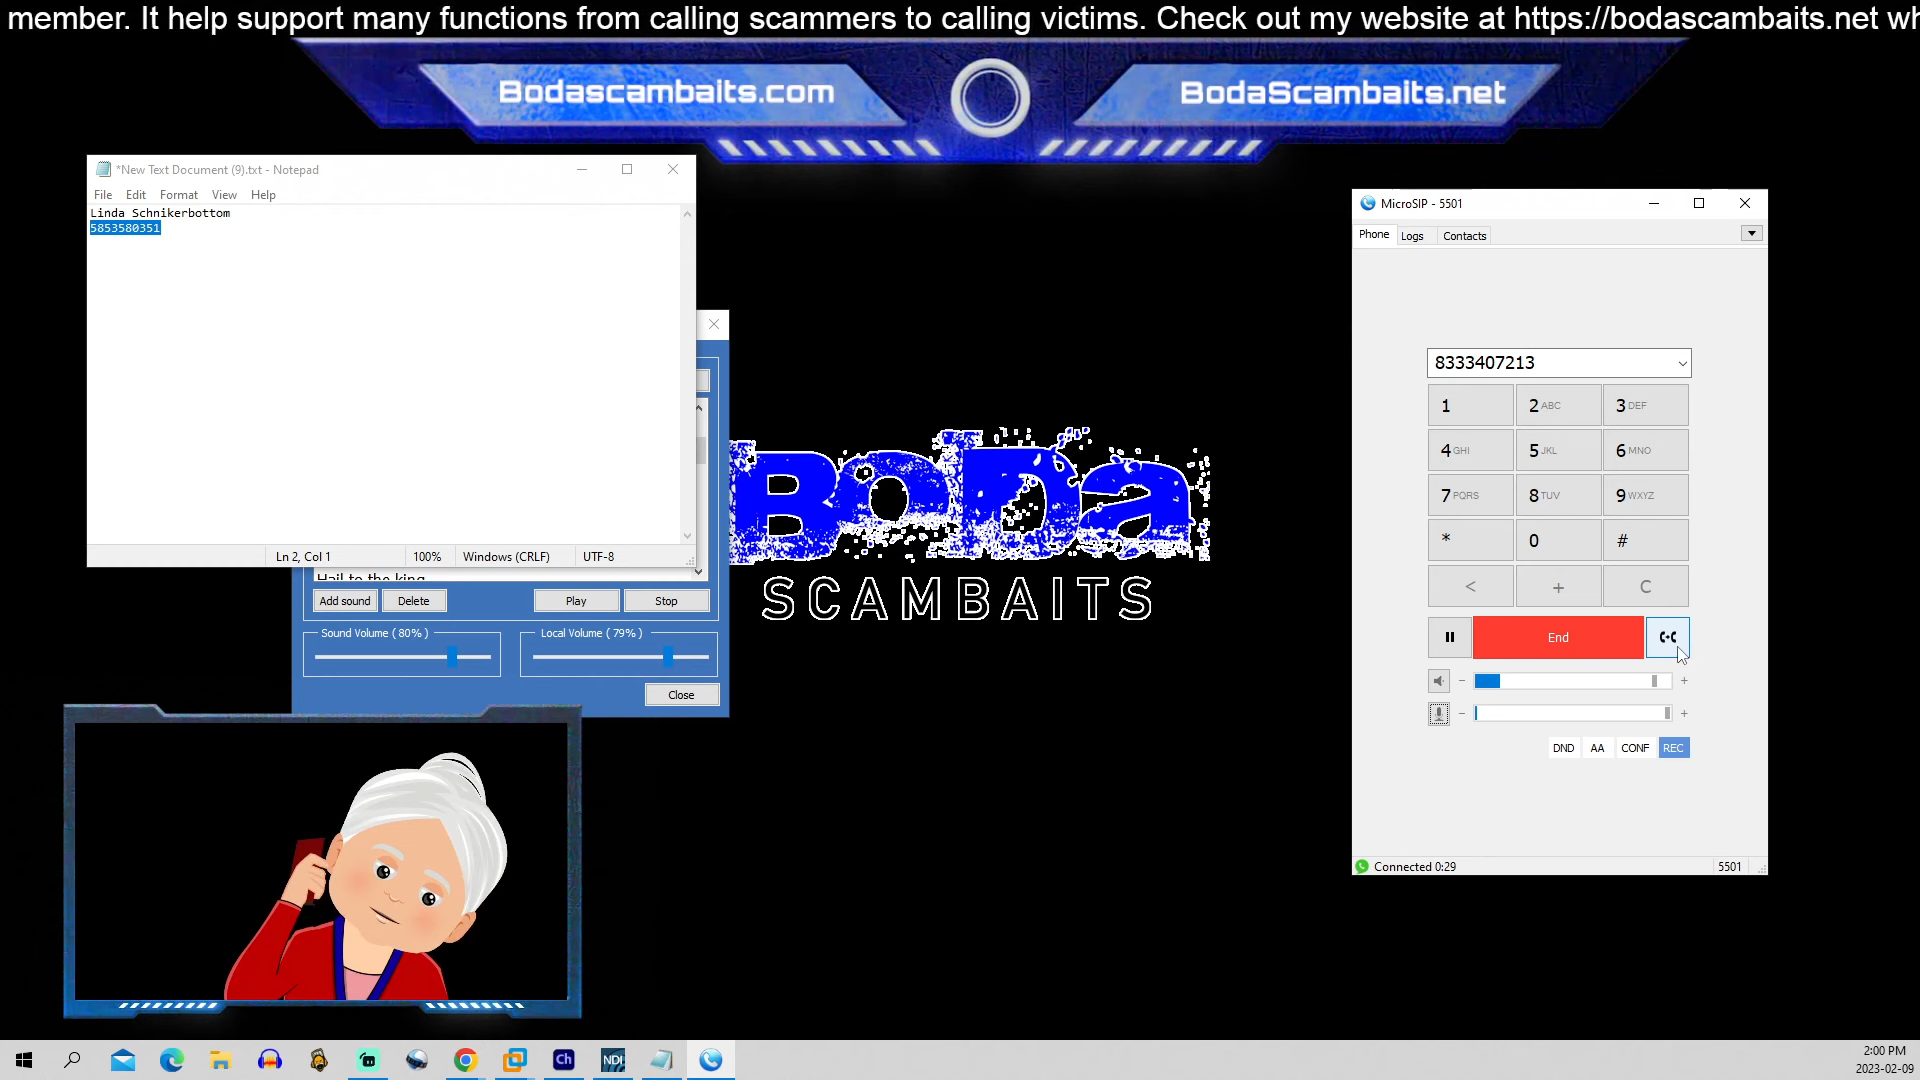 member. It help support many functions from calling scammers to calling victims. Check out my website at https://bodascambaits.net wh
Bodascambaits.com
BodaScambaits.net
*New Text Document (9).txt - Notepad
File Edit Format View Help
Linda Schnikerbottom
5853580351
Ln 2, Col 1 100% Windows (CRLF) UTF-8
Hail to the king
Add sound Delete Play Stop
Sound Volume ( 80% ) Local Volume ( 79% )
Close
BoDa
SCAMBAITS
MicroSIP - 5501
Phone Logs Contacts
8333407213
1 2 ABC 3 DEF
4 GHI 5 JKL 6 MNO
7 PQRS 8 TUV 9 WXYZ
* 0 #
< + C
End
- +
- +
DND AA CONF REC
Connected 0:29 5501
Ch NDI
2:00 PM
2023-02-09